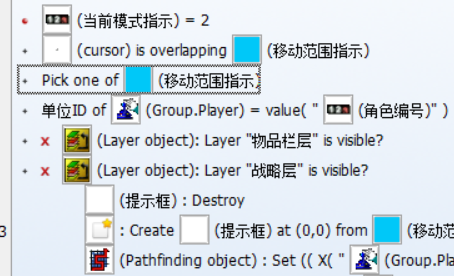 (当前模式指示) = 2
(cursor) is overlapping (移动范围指示)
Pick one of (移动范围指示)
单位ID of (Group.Player) = value( " (角色编号)" )
X (Layer object): Layer "物品栏层" is visible?
X (Layer object): Layer "战略层" is visible?
(提示框) : Destroy
3 : Create (提示框) at (0,0) from (移动范
(Pathfinding object) : Set (( X( " (Group.Pla